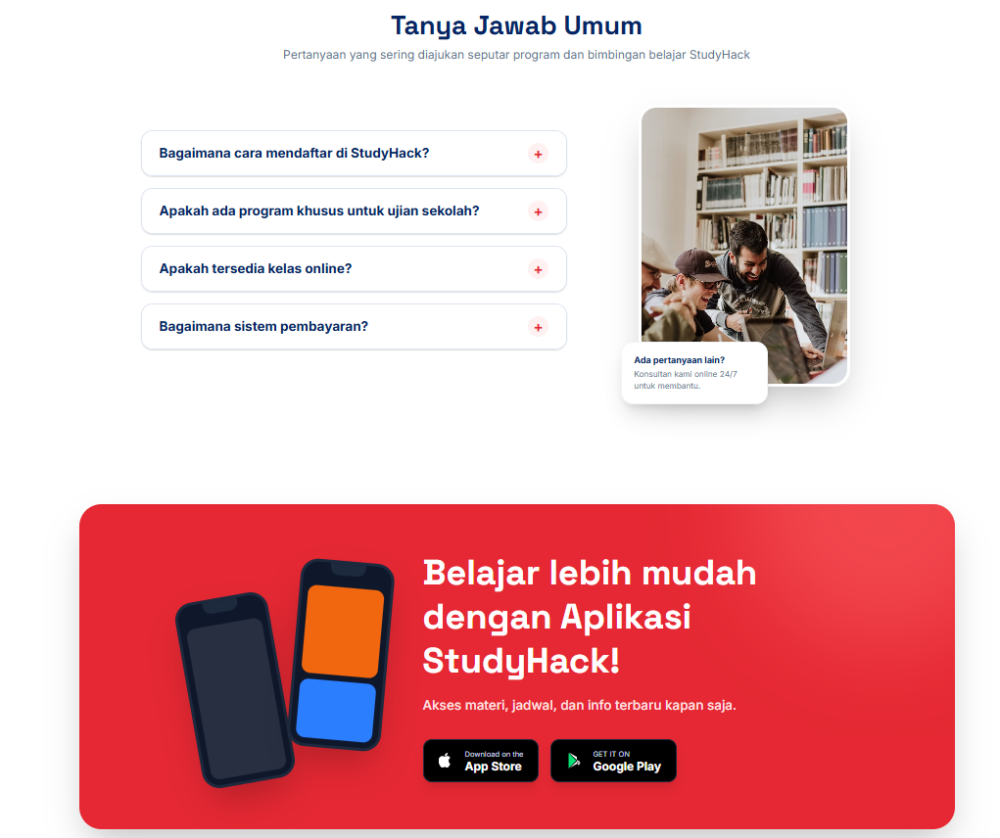 Tanya Jawab Umum
Pertanyaan yang sering diajukan seputar program dan bimbingan belajar StudyHack
Bagaimana cara mendaftar di StudyHack?
+
Apakah ada program khusus untuk ujian sekolah?
+
Apakah tersedia kelas online?
+
Bagaimana sistem pembayaran?
+
Ada pertanyaan lain?
Konsultan kami online 24/7
untuk membantu.
Belajar lebih mudah
dengan Aplikasi
StudyHack!
Akses materi, jadwal, dan info terbaru kapan saja.
Download on the
App Store
GET IT ON
Google Play